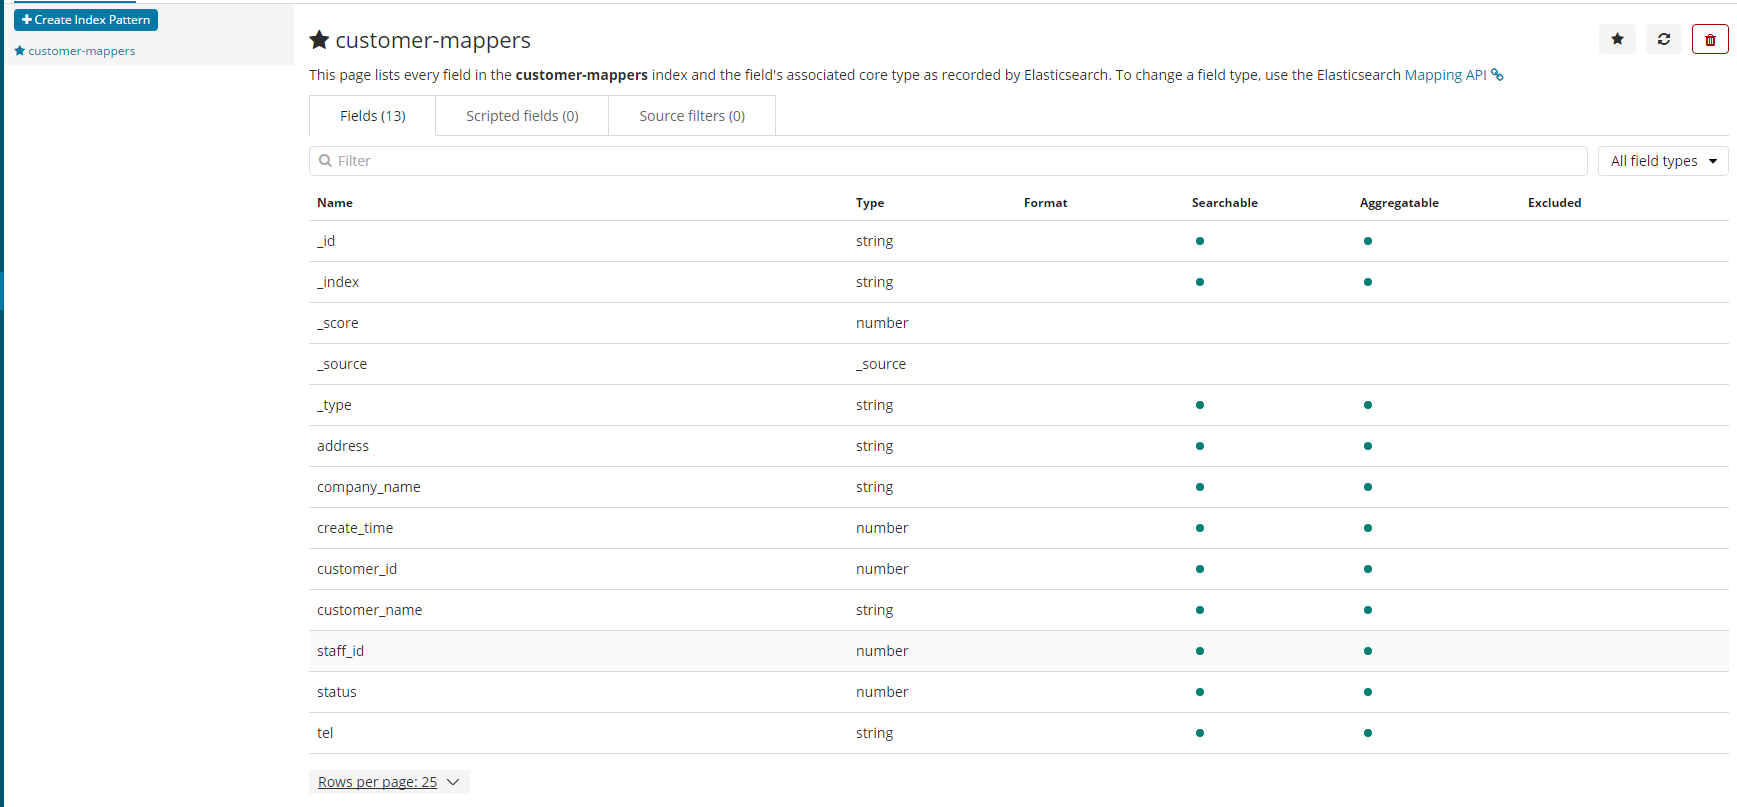 Create Index Pattern
customer-mappers
customer-mappers
This page lists every field in the customer-mappers index and the field's associated core type as recorded by Elasticsearch. To change a field type, use the Elasticsearch Mapping API
Fields (13) Scripted fields (0) Source filters (0)
Filter All field types
Name Type Format Searchable Aggregatable Excluded
_id string
_index string
_score number
_source _source
_type string
address string
company_name string
create_time number
customer_id number
customer_name string
staff_id number
status number
tel string
Rows per page: 25